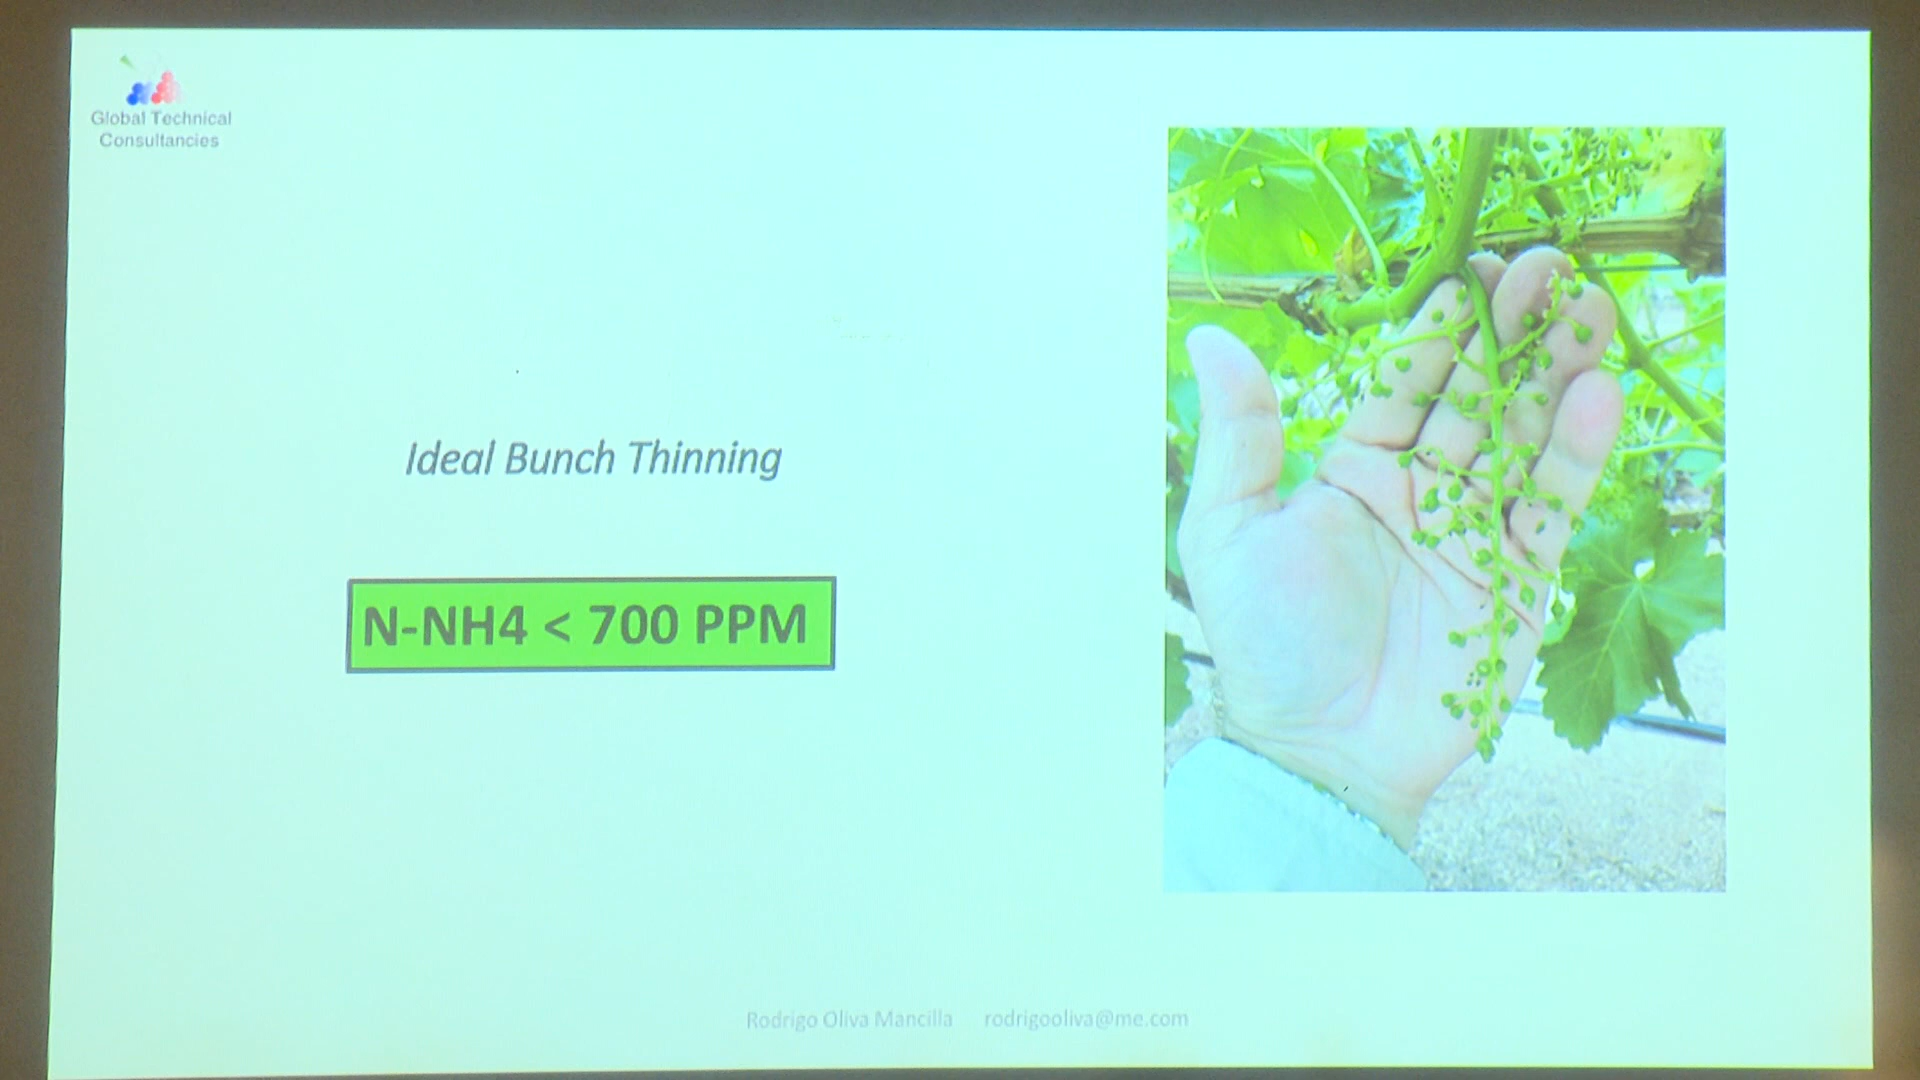 Global Technical
Consultancies
Ideal Bunch Thinning
N-NH4 < 700 PPM
Rodrigo Oliva Mancilla rodrigooliva@me.com